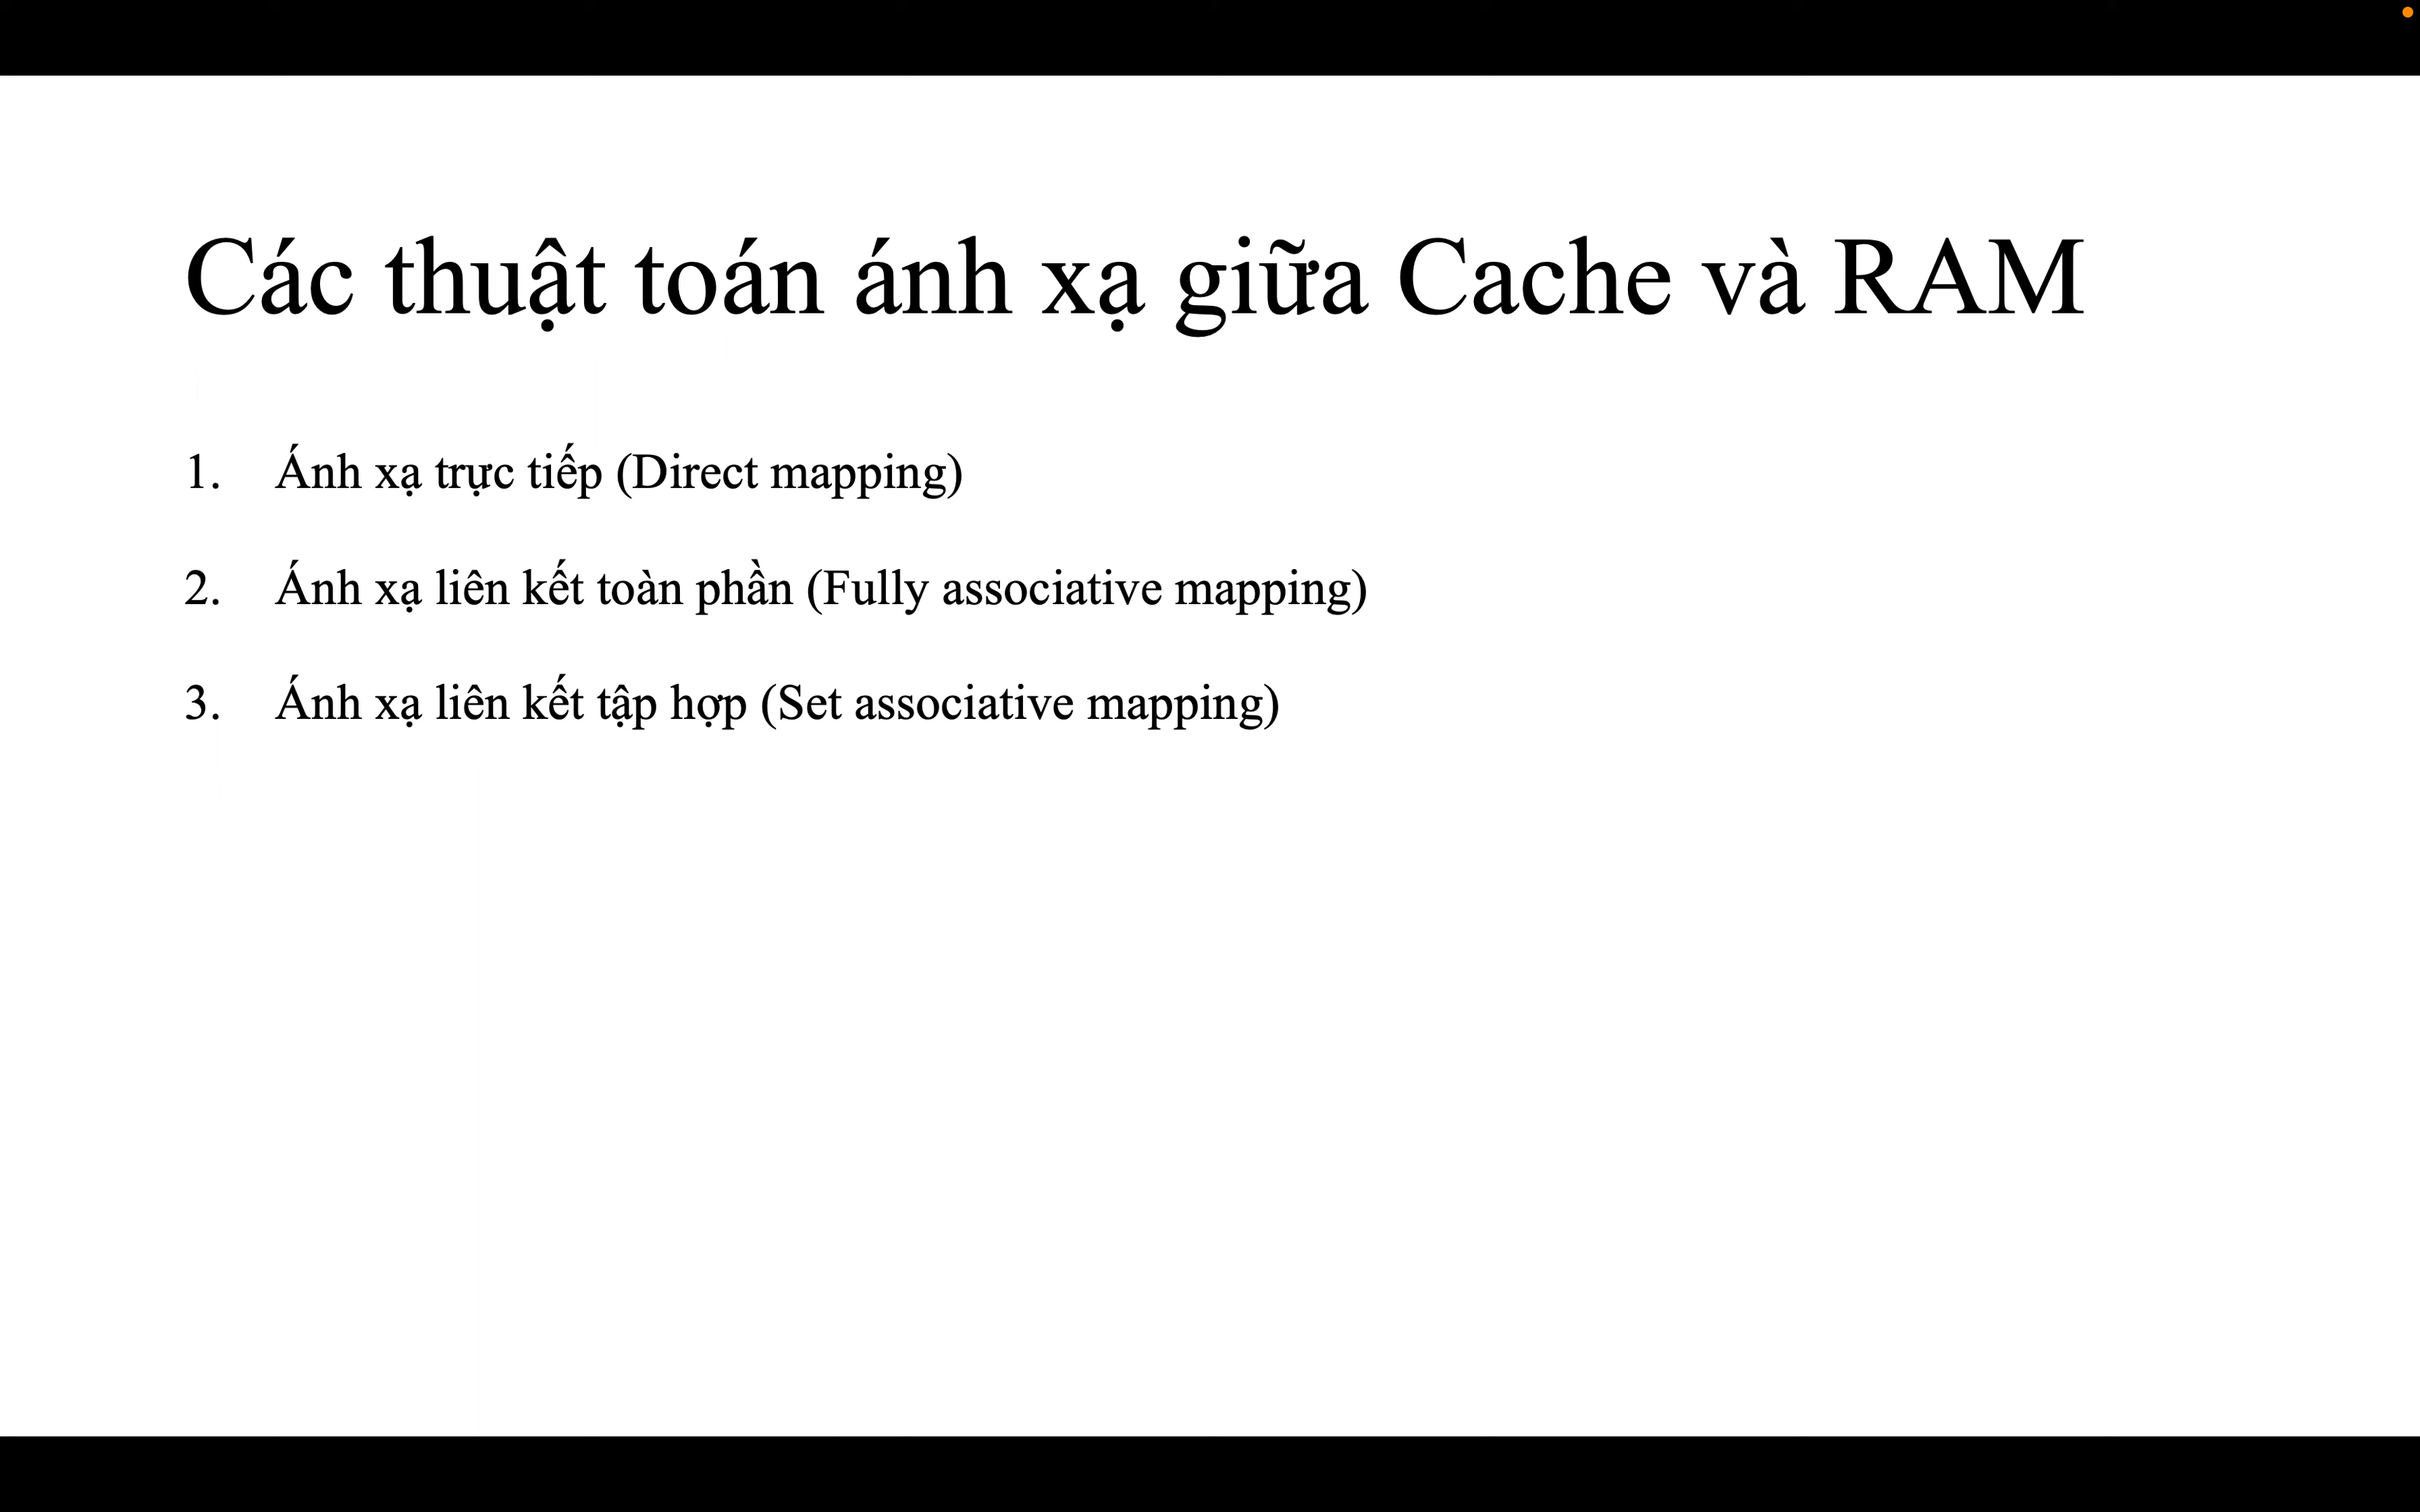 Các thuật toán ánh xạ giữa Cache và RAM
1. Ánh xạ trực tiếp (Direct mapping)
2. Ánh xạ liên kết toàn phần (Fully associative mapping)
3. Ánh xạ liên kết tập hợp (Set associative mapping)